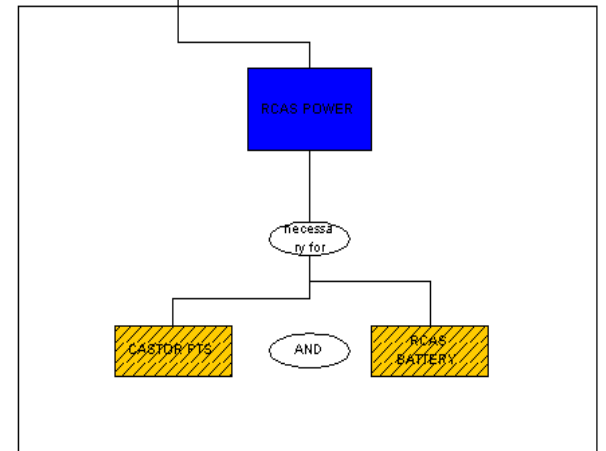 RCAS POWER
necessa
ry for
CASTOR PTS
AND
RCAS
BATTERY.